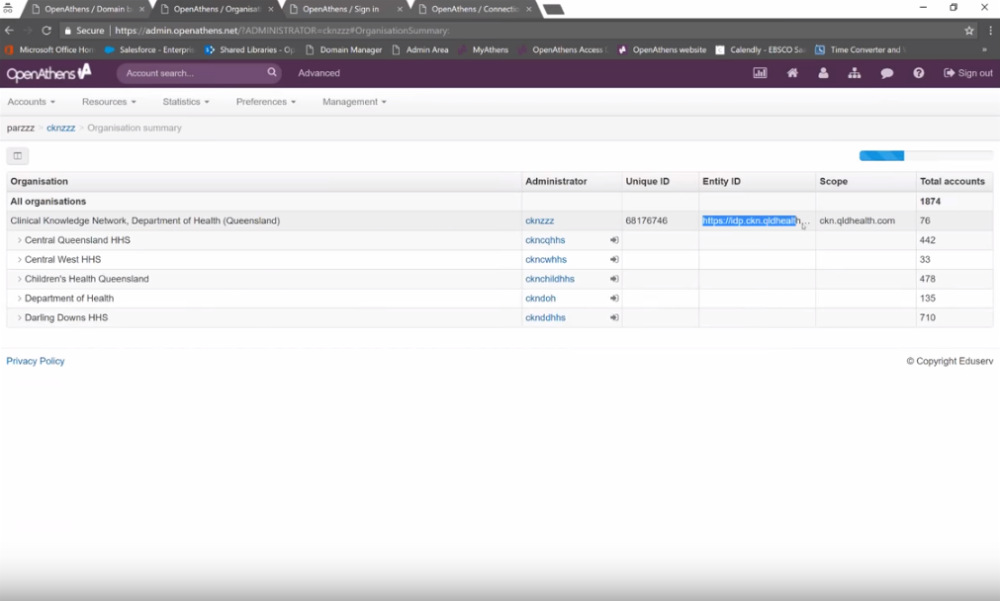 OpenAthens / Domain b
OpenAthens / Organisat
OpenAthens / Sign in
OpenAthens / Connectio
Secure
https://admin.openathens.net/?ADMINISTRATOR=cknzzz#OrganisationSummary:
Microsoft Office Hom
Salesforce - Enterpris
Shared Libraries - Op
Domain Manager
Admin Area
MyAthens
OpenAthens Access
OpenAthens website
Calendly - EBSCO Sa
Time Converter and
»
OpenAthens
Account search...
Advanced
Sign out
Accounts
Resources
Statistics
Preferences
Management
parzzz > cknzzz > Organisation summary
Organisation Administrator Unique ID Entity ID Scope Total accounts
All organisations 1874
Clinical Knowledge Network, Department of Health (Queensland) cknzzz 68176746 https://idp.ckn.qldhealth... ckn.qldhealth.com 76
Central Queensland HHS ckncqhhs 442
Central West HHS ckncwhhs 33
Children's Health Queensland cknchildhhs 478
Department of Health ckndoh 135
Darling Downs HHS cknddhhs 710
Privacy Policy
© Copyright Eduserv